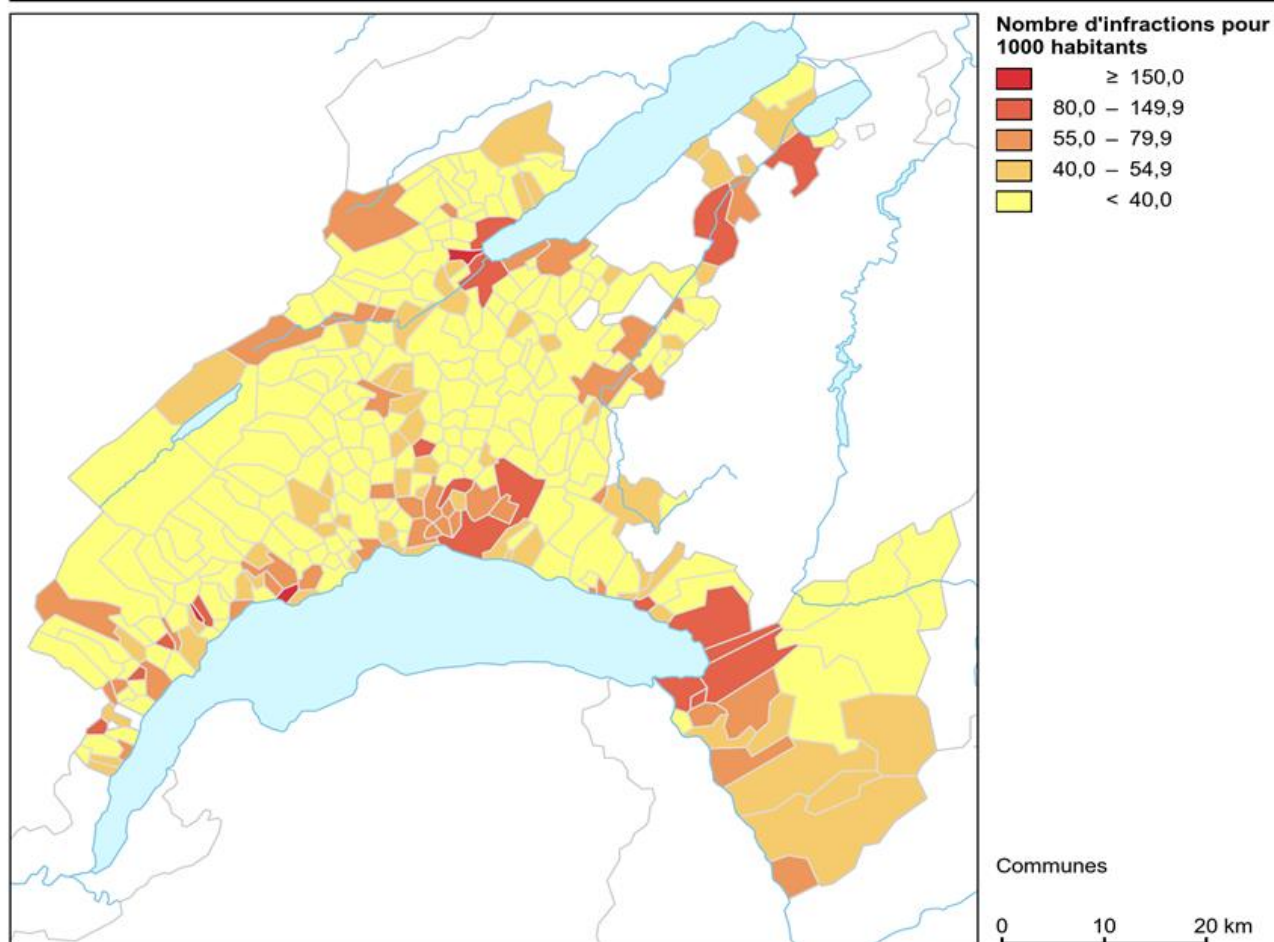 Nombre d'infractions pour
1000 habitants
≥ 150,0
80,0 – 149,9
55,0 – 79,9
40,0 – 54,9
< 40,0
Communes
0 10 20 km